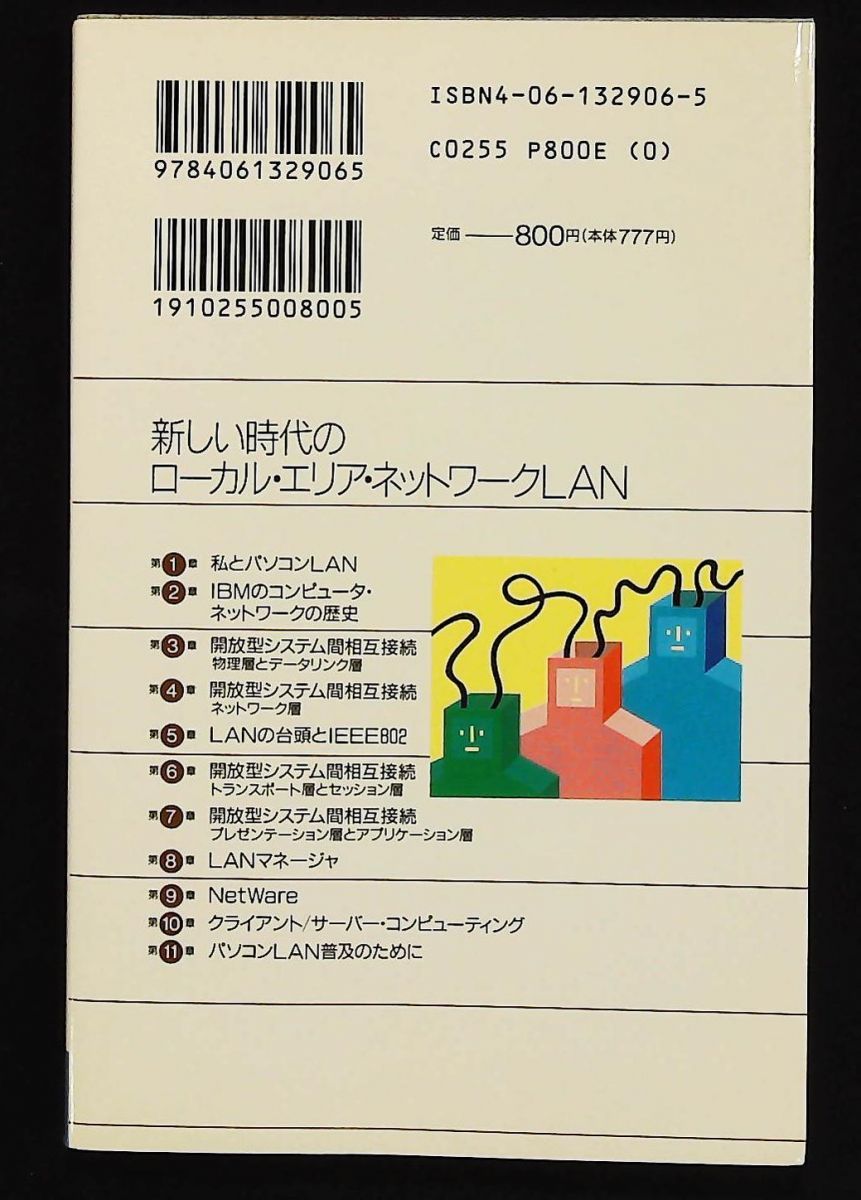 ISBN4-06-132906-5
9784061329065
C0255 P800E (0)
定価――800円(本体777円)
1910255008005
新しい時代の
ローカル・エリア・ネットワークLAN
第1章 私とパソコンLAN
第2章 IBMのコンピュータ・
ネットワークの歴史
第3章 開放型システム間相互接続
物理層とデータリンク層
第4章 開放型システム間相互接続
ネットワーク層
第5章 LANの台頭とIEEE802
第6章 開放型システム間相互接続
トランスポート層とセッション層
第7章 開放型システム間相互接続
プレゼンテーション層とアプリケーション層
第8章 LANマネージャ
第9章 NetWare
第10章 クライアント/サーバー・コンピューティング
第11章 パソコンLAN普及のために